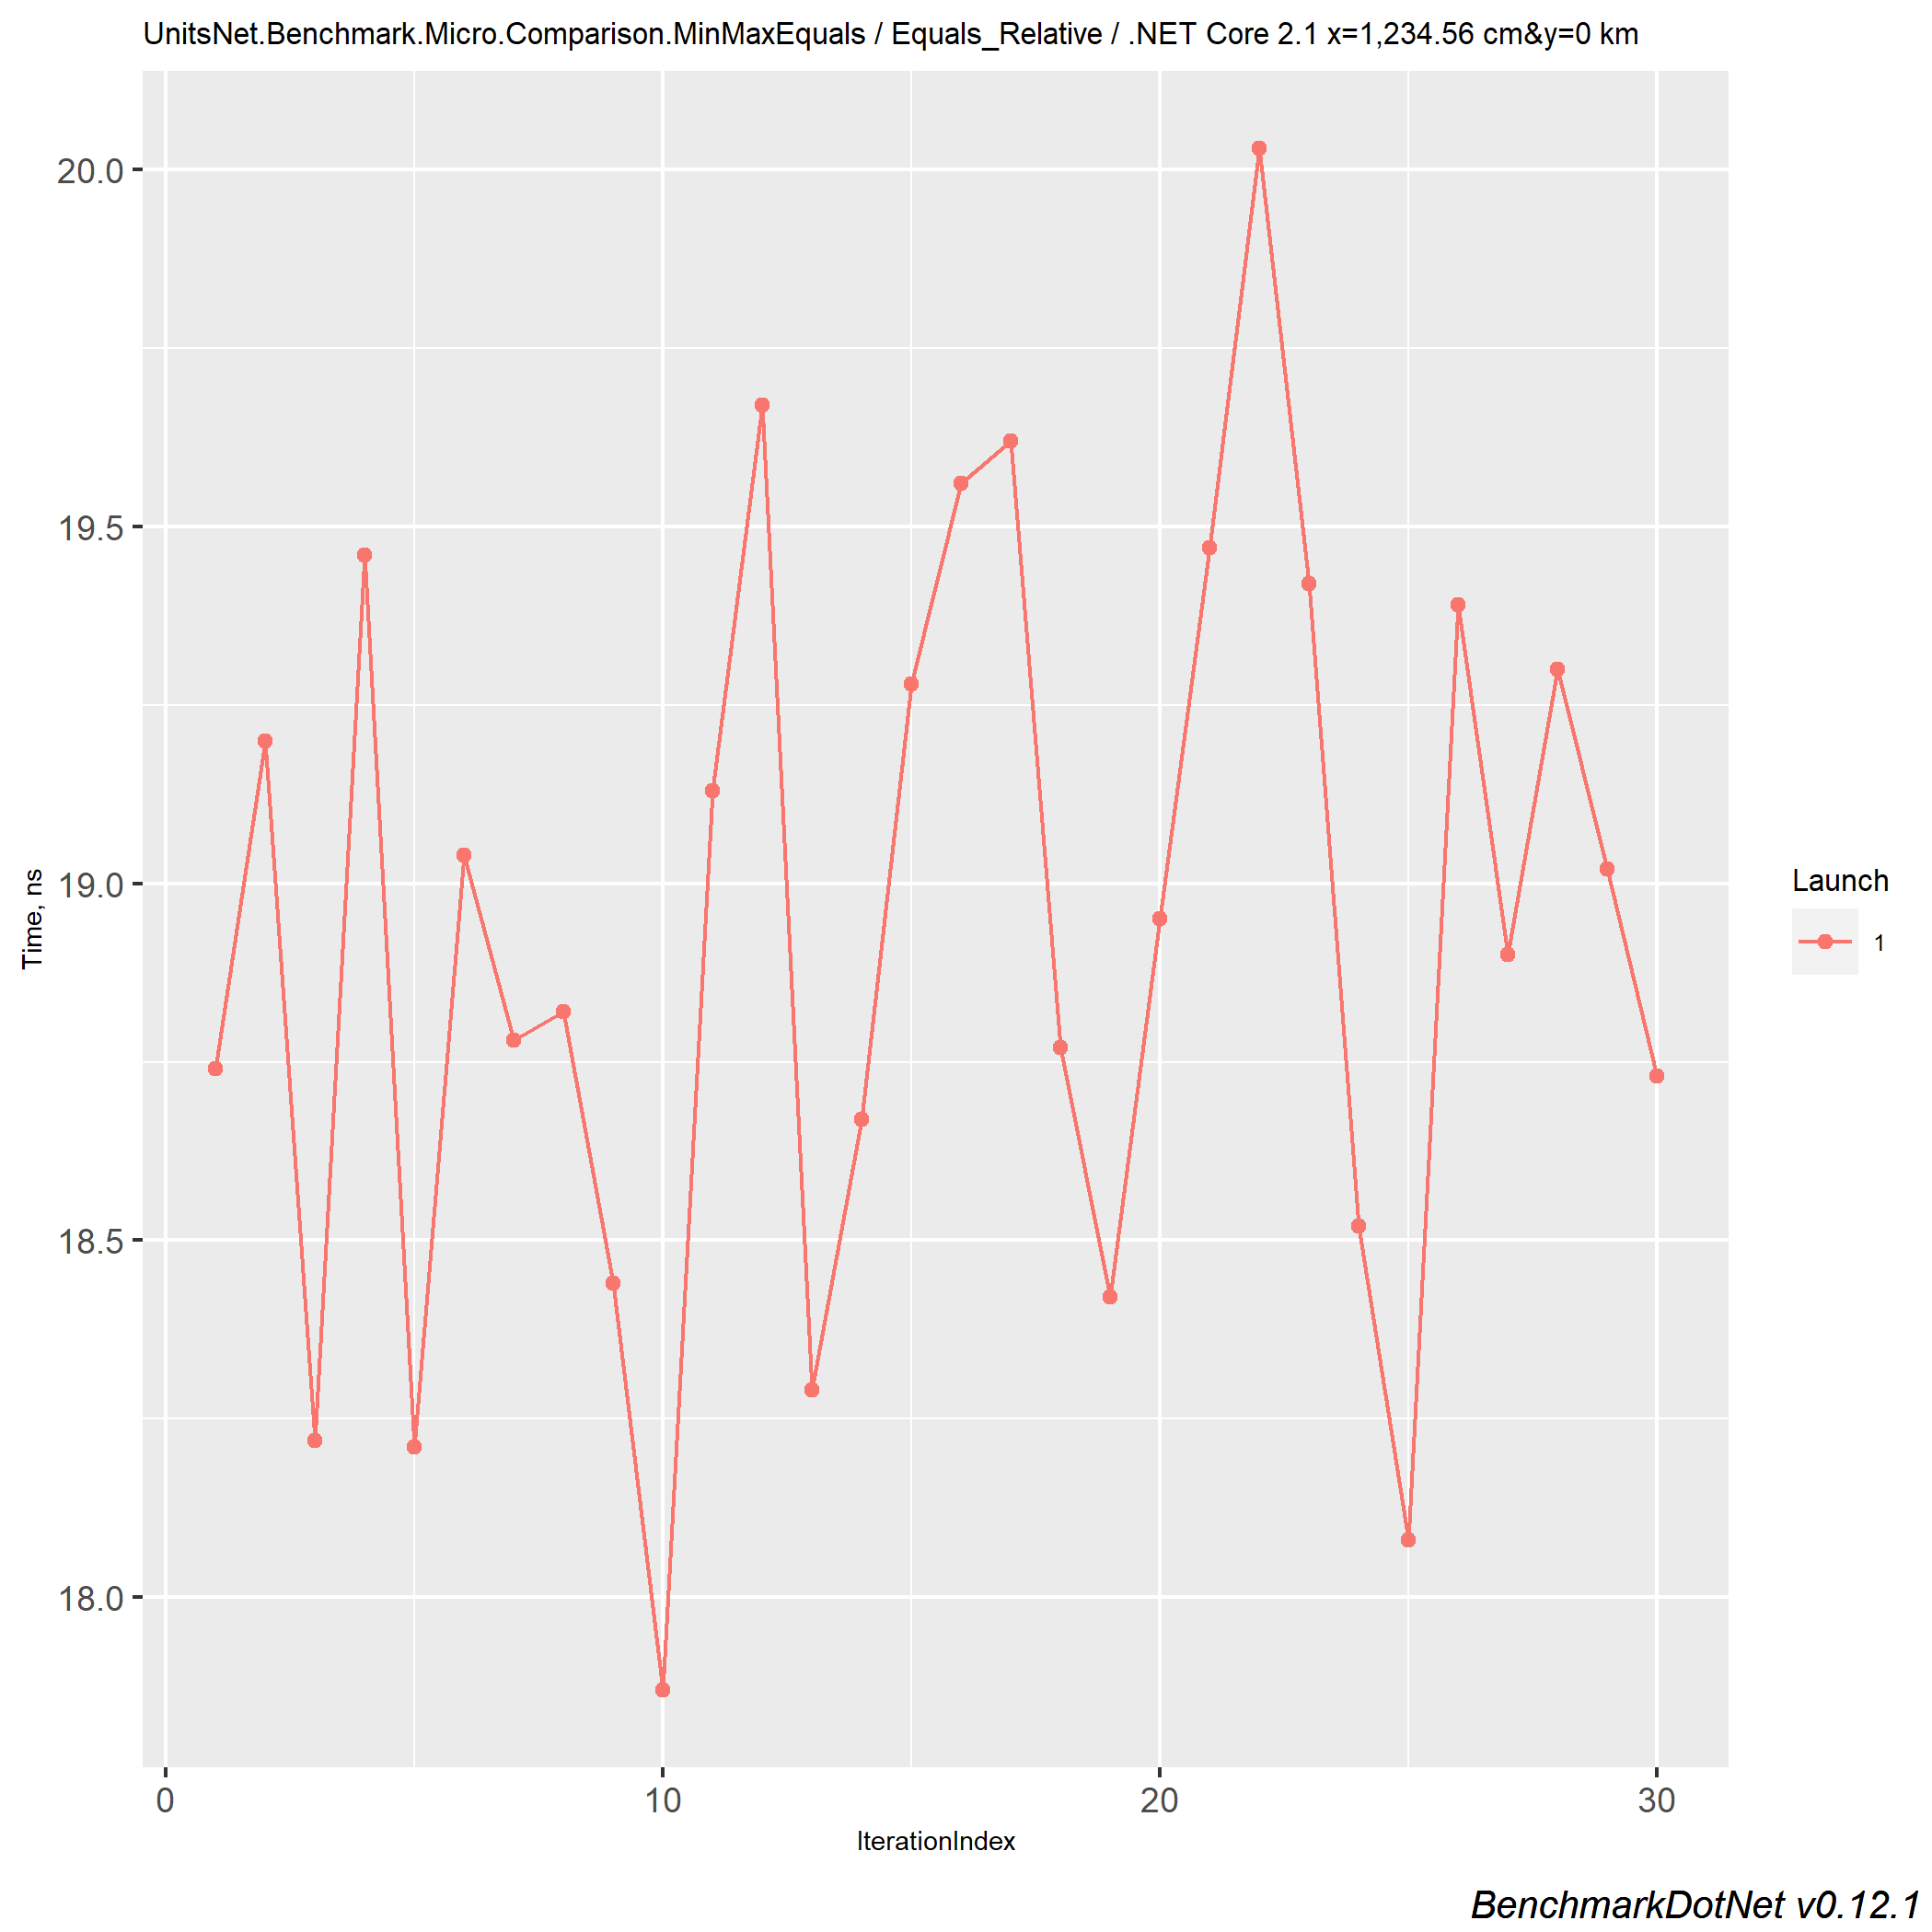 UnitsNet.Benchmark.Micro.Comparison.MinMaxEquals / Equals_Relative / .NET Core 2.1 x=1,234.56 cm&y=0 km
Time, ns
20.0
19.5
19.0
18.5
18.0
0 10 20 30
IterationIndex
Launch
1
BenchmarkDotNet v0.12.1